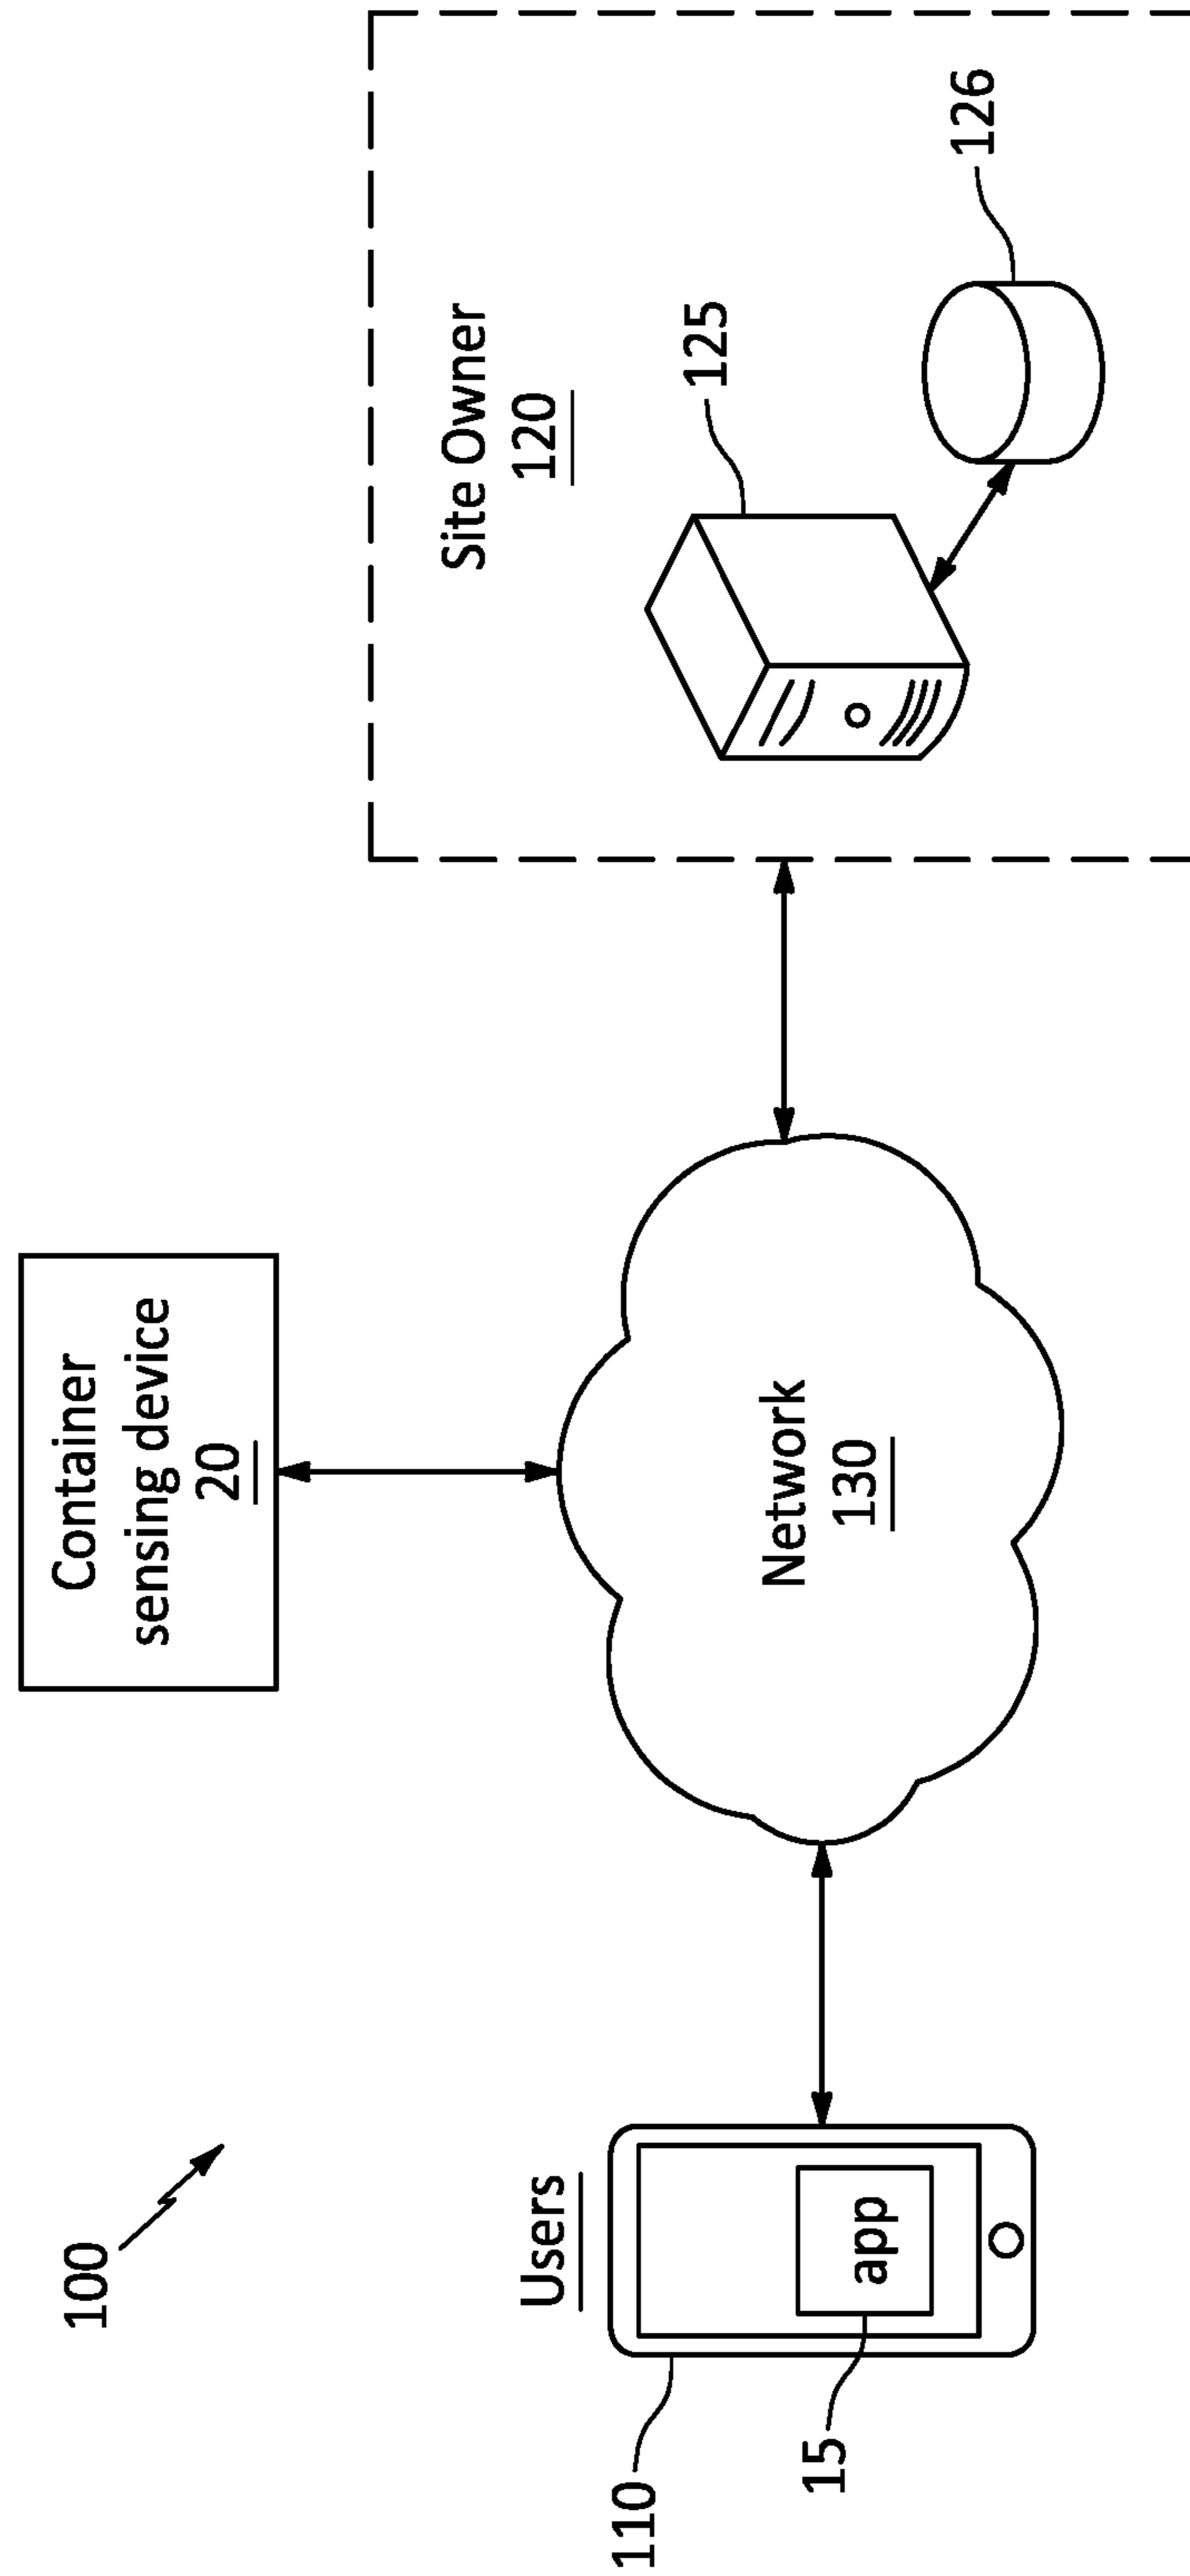 100
Container
sensing device
20
Users
110
15
app
Network
130
Site Owner
120
125
126